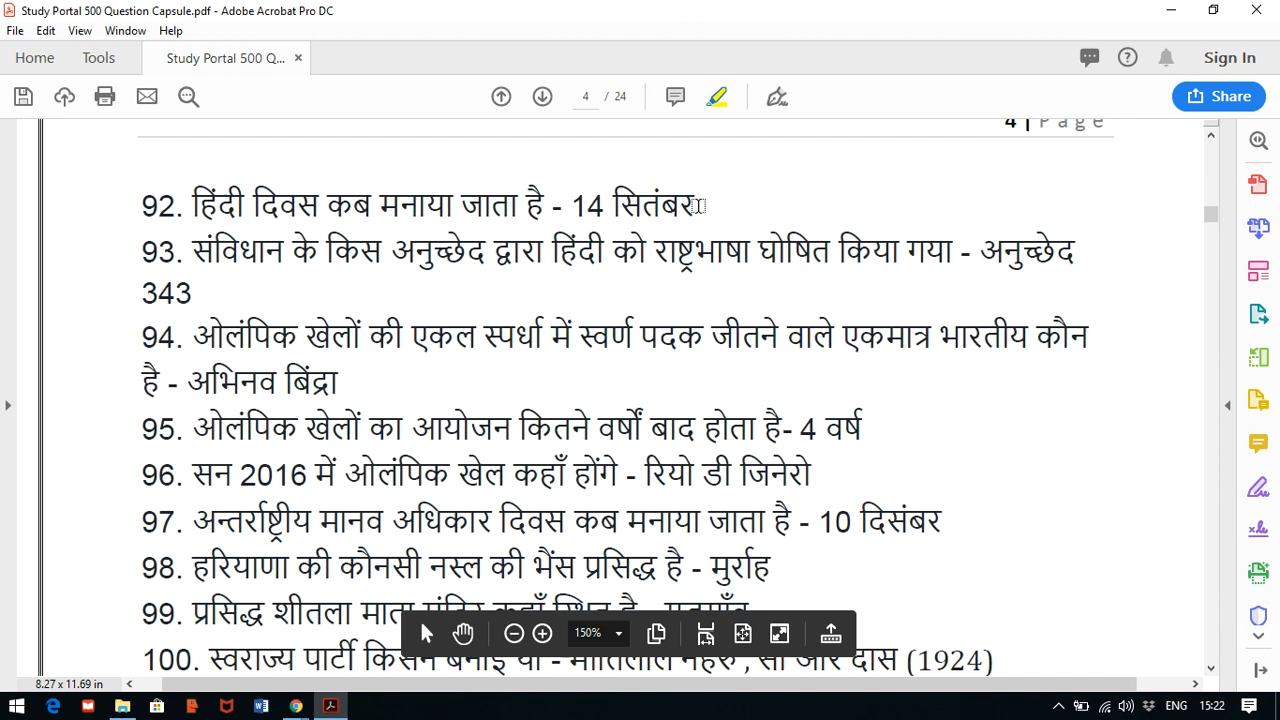 Study Portal 500 Question Capsule.pdf - Adobe Acrobat Pro DC
File Edit View Window Help
Home Tools Study Portal 500 Q... × Sign In
4 / 24 Share
4 | Page
92. हिंदी दिवस कब मनाया जाता है - 14 सितंबर
93. संविधान के किस अनुच्छेद द्वारा हिंदी को राष्ट्रभाषा घोषित किया गया - अनुच्छेद
343
94. ओलंपिक खेलों की एकल स्पर्धा में स्वर्ण पदक जीतने वाले एकमात्र भारतीय कौन
है - अभिनव बिंद्रा
95. ओलंपिक खेलों का आयोजन कितने वर्षों बाद होता है- 4 वर्ष
96. सन 2016 में ओलंपिक खेल कहाँ होंगे - रियो डी जिनेरो
97. अन्तर्राष्ट्रीय मानव अधिकार दिवस कब मनाया जाता है - 10 दिसंबर
98. हरियाणा की कौनसी नस्ल की भैंस प्रसिद्ध है - मुर्राह
99. प्रसिद्ध शीतला माता
150%
100. स्वराज्य पार्टी किसने दास (1924)
8.27 x 11.69 in
ENG 15:22